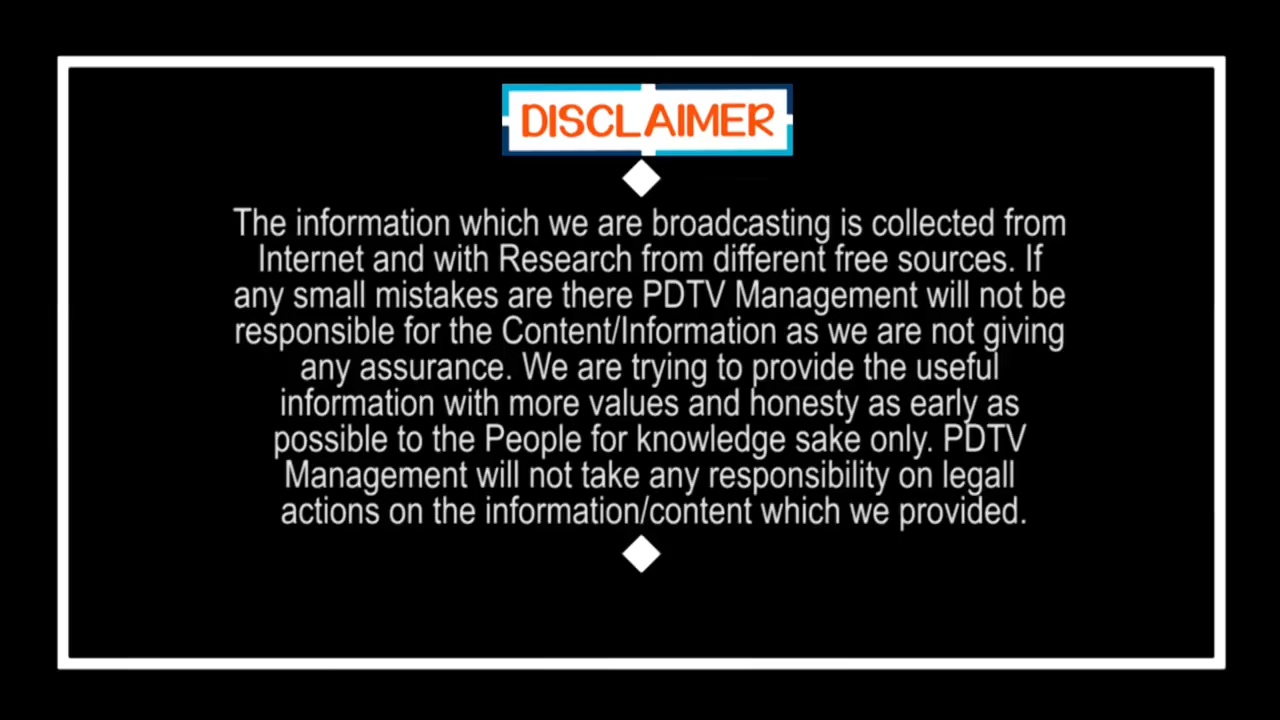 DISCLAIMER
The information which we are broadcasting is collected from
Internet and with Research from different free sources. If
any small mistakes are there PDTV Management will not be
responsible for the Content/Information as we are not giving
any assurance. We are trying to provide the useful
information with more values and honesty as early as
possible to the People for knowledge sake only. PDTV
Management will not take any responsibility on legall
actions on the information/content which we provided.